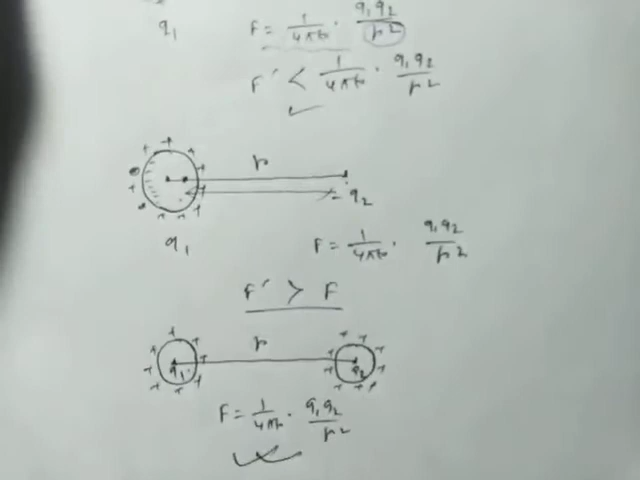 q₁ F = 1/4πε₀ · q₁q₂/r²
F' < 1/4πε₀ · q₁q₂/r²
r
q₂
q₁ F = 1/4πε₀ · q₁q₂/r²
F' > F
r
q₁ q₂
F = 1/4πε₀ · q₁q₂/r²